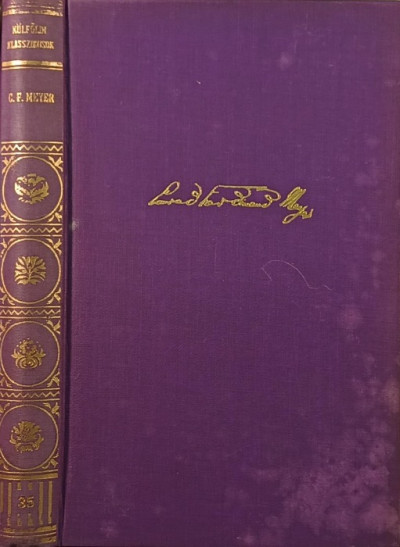 KÜLFÖLDI
KLASSZIKUSOK
C. F. MEYER
Conrad Ferdinand Meyer
35